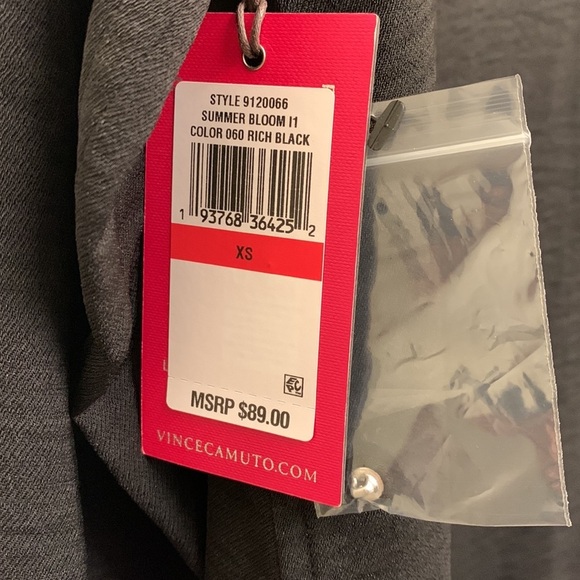 STYLE 9120066
SUMMER BLOOM I1
COLOR 060 RICH BLACK
1 93768 36425 2
XS
MSRP $89.00
VINCECAMUTO.COM